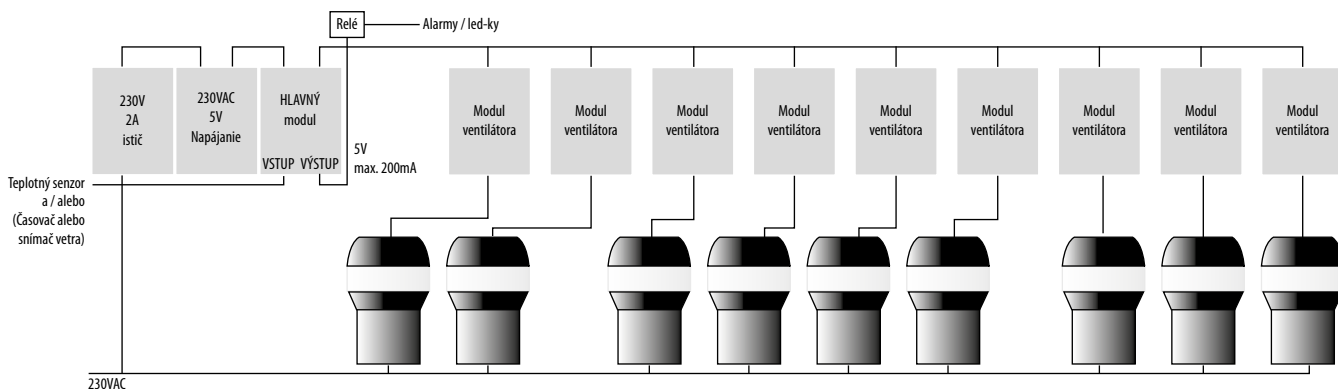 Relé
Alarmy / led-ky
230V
2A
istič
230VAC
5V
Napájanie
HLAVNÝ
modul
VSTUP VÝSTUP
5V
max. 200mA
Modul
ventilátora
Modul
ventilátora
Modul
ventilátora
Modul
ventilátora
Modul
ventilátora
Modul
ventilátora
Modul
ventilátora
Modul
ventilátora
Modul
ventilátora
Teplotný senzor
a / alebo
(Časovač alebo
snímač vetra)
230VAC